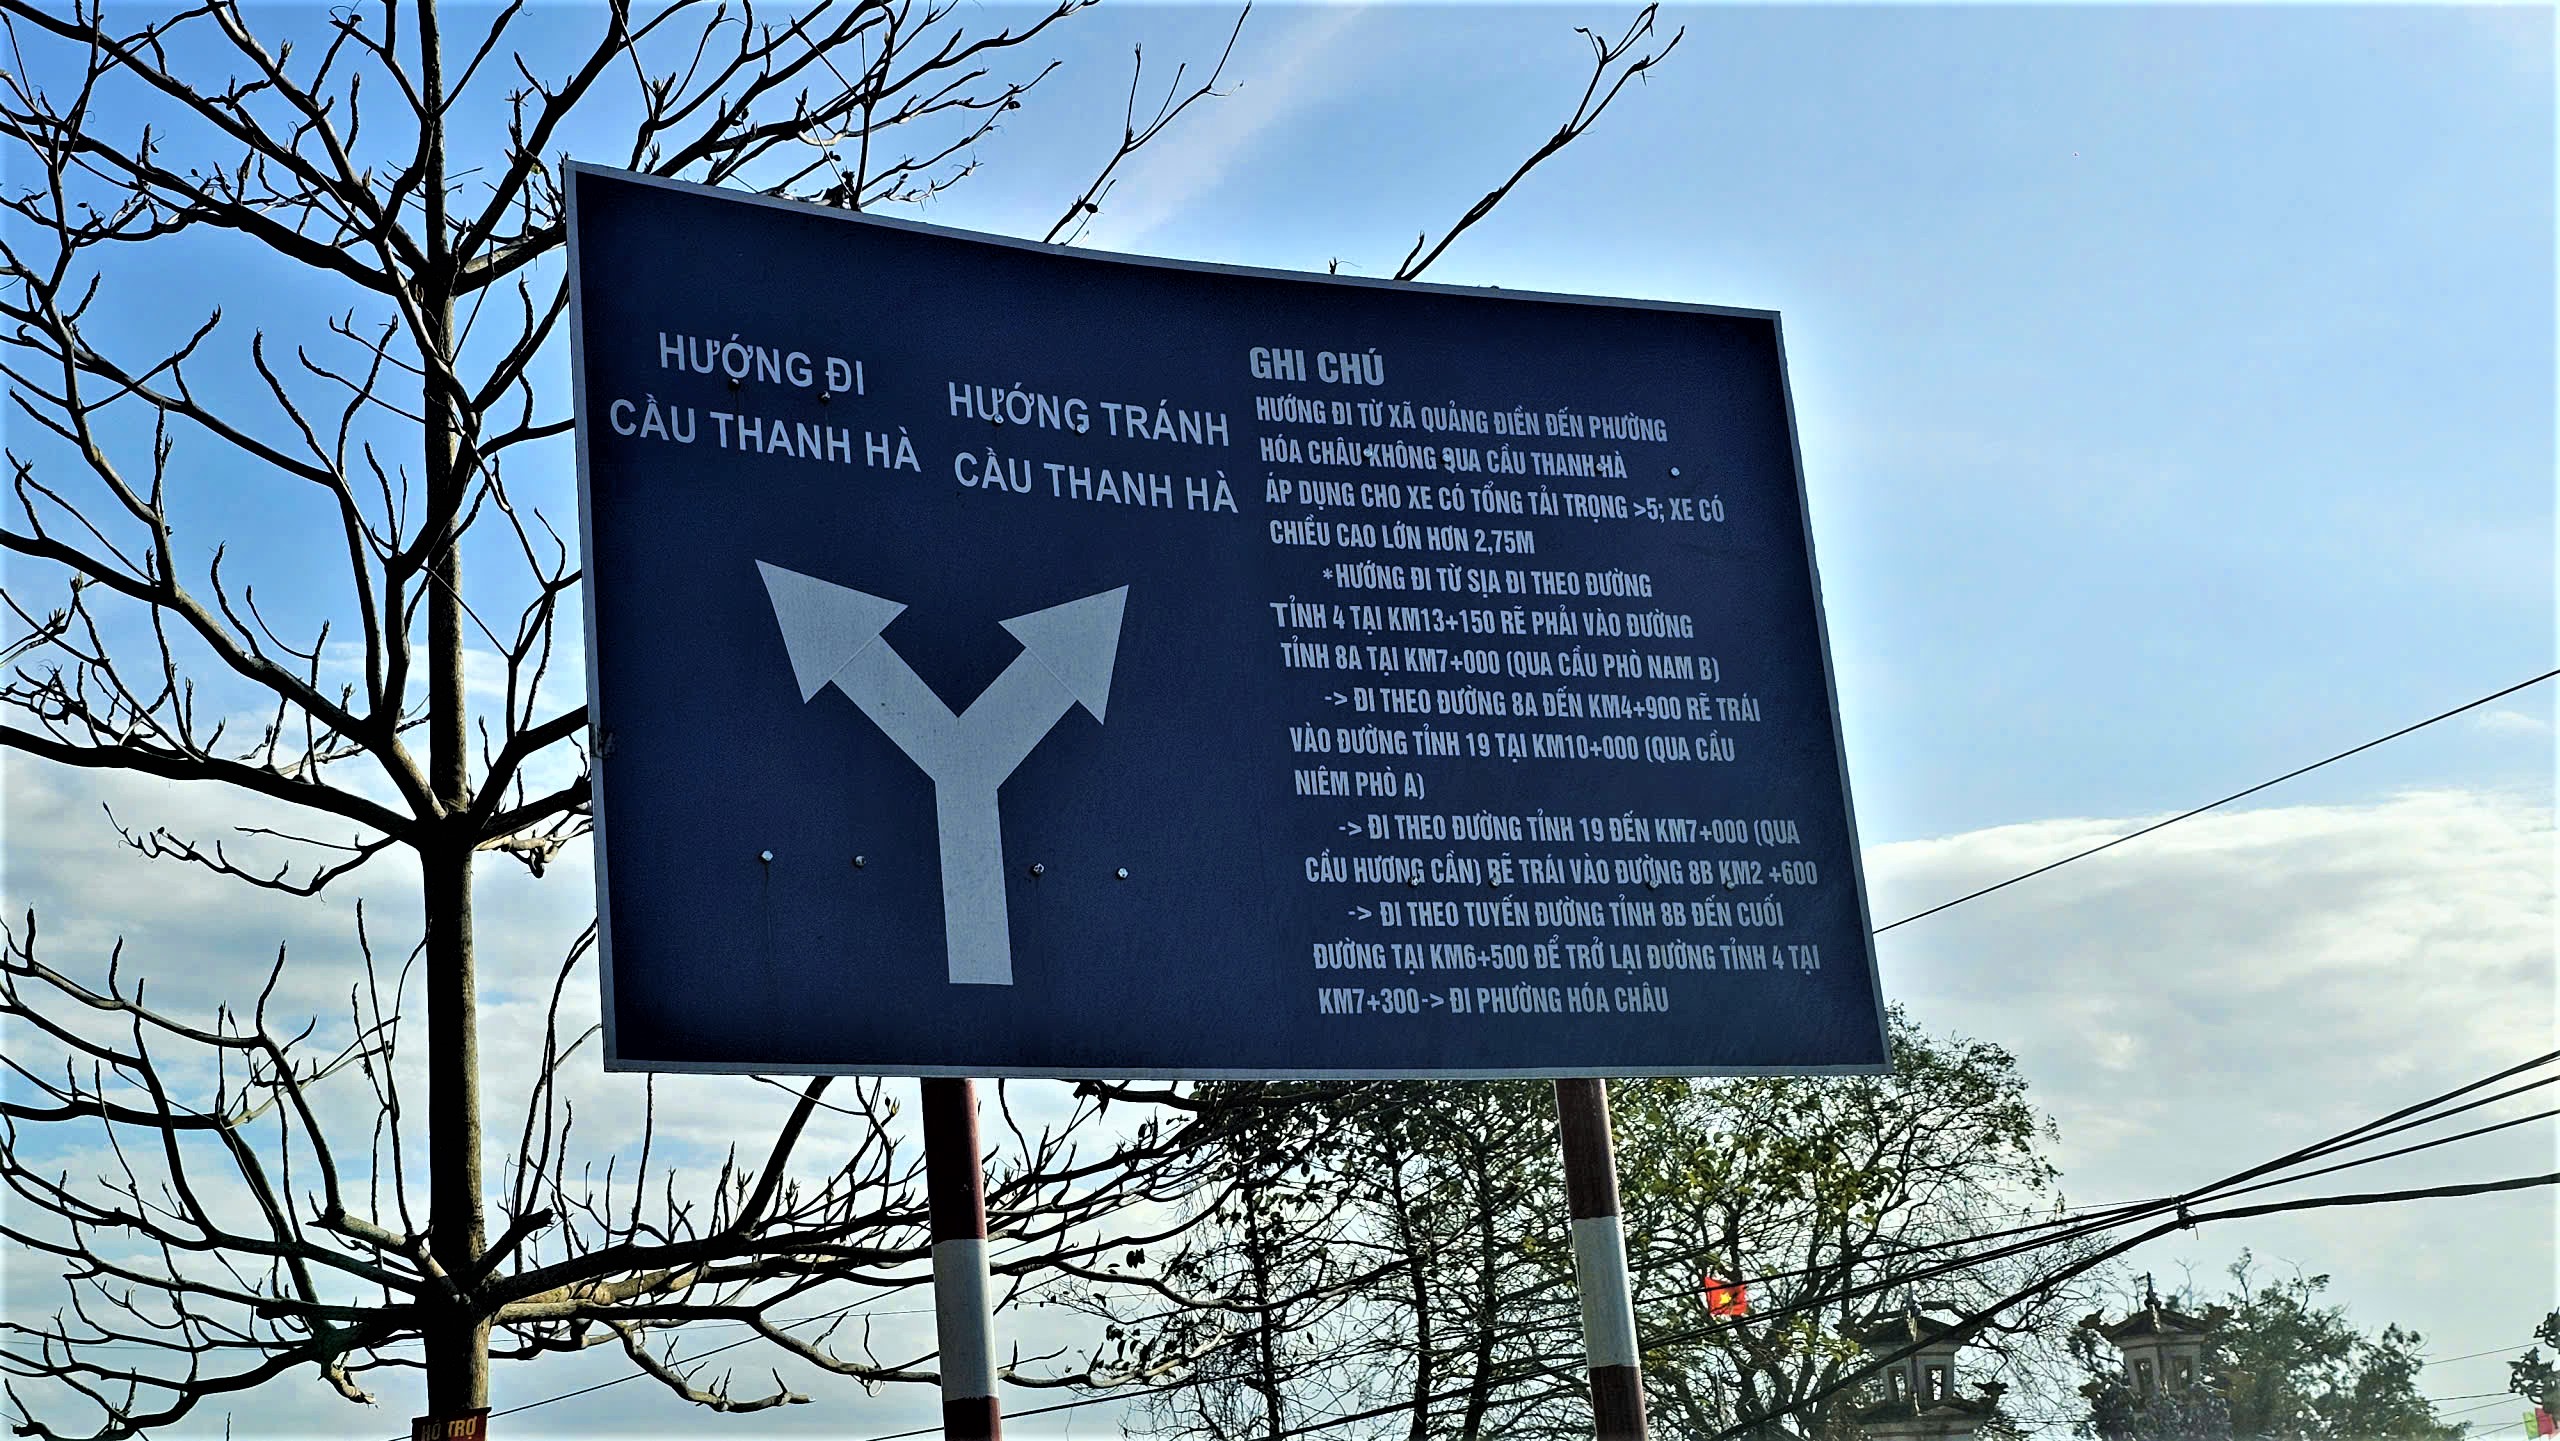 HƯỚNG ĐI
CẦU THANH HÀ
HƯỚNG TRÁNH
CẦU THANH HÀ
GHI CHÚ
HƯỚNG ĐI TỪ XÃ QUẢNG ĐIỀN ĐẾN PHƯỜNG
HÓA CHÂU KHÔNG QUA CẦU THANH HÀ
ÁP DỤNG CHO XE CÓ TỔNG TẢI TRỌNG >5; XE CÓ
CHIỀU CAO LỚN HƠN 2,75M
*HƯỚNG ĐI TỪ SỊA ĐI THEO ĐƯỜNG
TỈNH 4 TẠI KM13+150 RẼ PHẢI VÀO ĐƯỜNG
TỈNH 8A TẠI KM7+000 (QUA CẦU PHÒ NAM B)
-> ĐI THEO ĐƯỜNG 8A ĐẾN KM4+900 RẼ TRÁI
VÀO ĐƯỜNG TỈNH 19 TẠI KM10+000 (QUA CẦU
NIÊM PHÒ A)
-> ĐI THEO ĐƯỜNG TỈNH 19 ĐẾN KM7+000 (QUA
CẦU HƯƠNG CẦN) RẼ TRÁI VÀO ĐƯỜNG 8B KM2 +600
-> ĐI THEO TUYẾN ĐƯỜNG TỈNH 8B ĐẾN CUỐI
ĐƯỜNG TẠI KM6+500 ĐỂ TRỞ LẠI ĐƯỜNG TỈNH 4 TẠI
KM7+300-> ĐI PHƯỜNG HÓA CHÂU
HỖ TRỢ